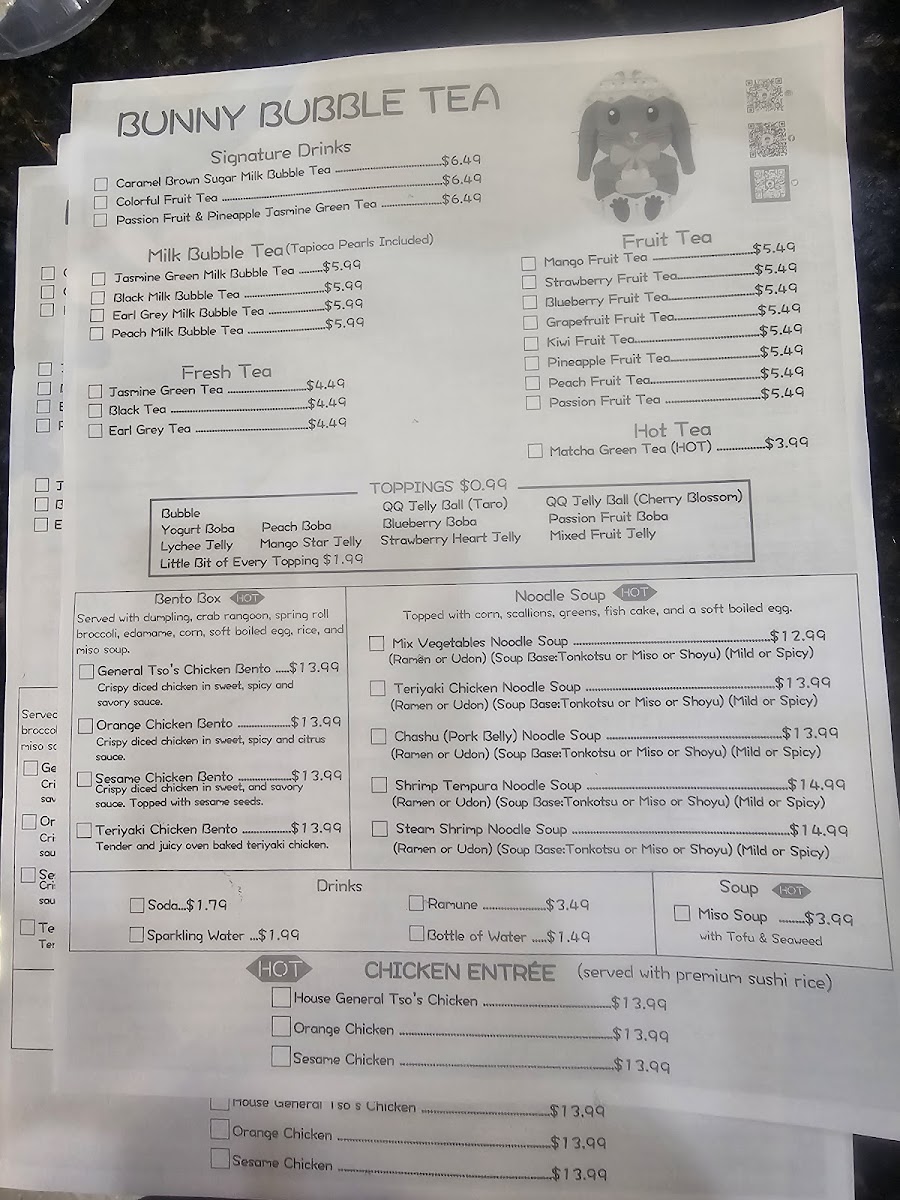 BUNNY BUBBLE TEA
Signature Drinks
Caramel Brown Sugar Milk Bubble Tea ........ $6.49
Colorful Fruit Tea ........ $6.49
Passion Fruit & Pineapple Jasmine Green Tea ........ $6.49
Milk Bubble Tea (Tapioca Pearls Included)
Jasmine Green Milk Bubble Tea ........ $5.99
Black Milk Bubble Tea ........ $5.99
Earl Grey Milk Bubble Tea ........ $5.99
Peach Milk Bubble Tea ........ $5.99
Fresh Tea
Jasmine Green Tea ........ $4.49
Black Tea ........ $4.49
Earl Grey Tea ........ $4.49
Fruit Tea
Mango Fruit Tea ........ $5.49
Strawberry Fruit Tea ........ $5.49
Blueberry Fruit Tea ........ $5.49
Grapefruit Fruit Tea ........ $5.49
Kiwi Fruit Tea ........ $5.49
Pineapple Fruit Tea ........ $5.49
Peach Fruit Tea ........ $5.49
Passion Fruit Tea ........ $5.49
Hot Tea
Matcha Green Tea (HOT) ........ $3.99
TOPPINGS $0.99
Bubble QQ Jelly Ball (Taro) QQ Jelly Ball (Cherry Blossom)
Yogurt Boba Peach Boba Blueberry Boba Passion Fruit Boba
Lychee Jelly Mango Star Jelly Strawberry Heart Jelly Mixed Fruit Jelly
Little Bit of Every Topping $1.99
Bento Box HOT
Served with dumpling, crab rangoon, spring roll
broccoli, edamame, corn, soft boiled egg, rice, and
miso soup.
General Tso's Chicken Bento ..... $13.99
Crispy diced chicken in sweet, spicy and
savory sauce.
Orange Chicken Bento ........ $13.99
Crispy diced chicken in sweet, spicy and citrus
sauce.
Sesame Chicken Bento ........ $13.99
Crispy diced chicken in sweet, and savory
sauce. Topped with sesame seeds.
Teriyaki Chicken Bento ........ $13.99
Tender and juicy oven baked teriyaki chicken.
Noodle Soup HOT
Topped with corn, scallions, greens, fish cake, and a soft boiled egg.
Mix Vegetables Noodle Soup ........ $12.99
(Ramen or Udon) (Soup Base:Tonkotsu or Miso or Shoyu) (Mild or Spicy)
Teriyaki Chicken Noodle Soup ........ $13.99
(Ramen or Udon) (Soup Base:Tonkotsu or Miso or Shoyu) (Mild or Spicy)
Chashu (Pork Belly) Noodle Soup ........ $13.99
(Ramen or Udon) (Soup Base:Tonkotsu or Miso or Shoyu) (Mild or Spicy)
Shrimp Tempura Noodle Soup ........ $14.99
(Ramen or Udon) (Soup Base:Tonkotsu or Miso or Shoyu) (Mild or Spicy)
Steam Shrimp Noodle Soup ........ $14.99
(Ramen or Udon) (Soup Base:Tonkotsu or Miso or Shoyu) (Mild or Spicy)
Drinks
Soda...$1.79
Ramune ........ $3.49
Sparkling Water ...$1.99
Bottle of Water .....$1.49
Soup HOT
Miso Soup .......$3.99
with Tofu & Seaweed
HOT CHICKEN ENTRÉE (served with premium sushi rice)
House General Tso's Chicken ........ $13.99
Orange Chicken ........ $13.99
Sesame Chicken ........ $13.99
House General Tso's Chicken ........ $13.99
Orange Chicken ........ $13.99
Sesame Chicken ........ $13.99